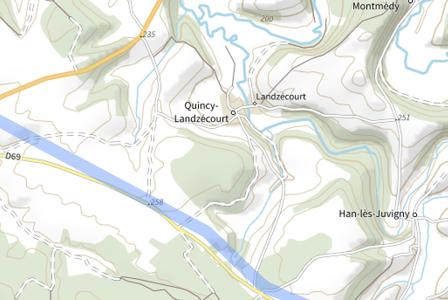 Montmédy
200
235
Landzécourt
Quincy-
Landzécourt
251
D69
258
Han-lès-Juvigny